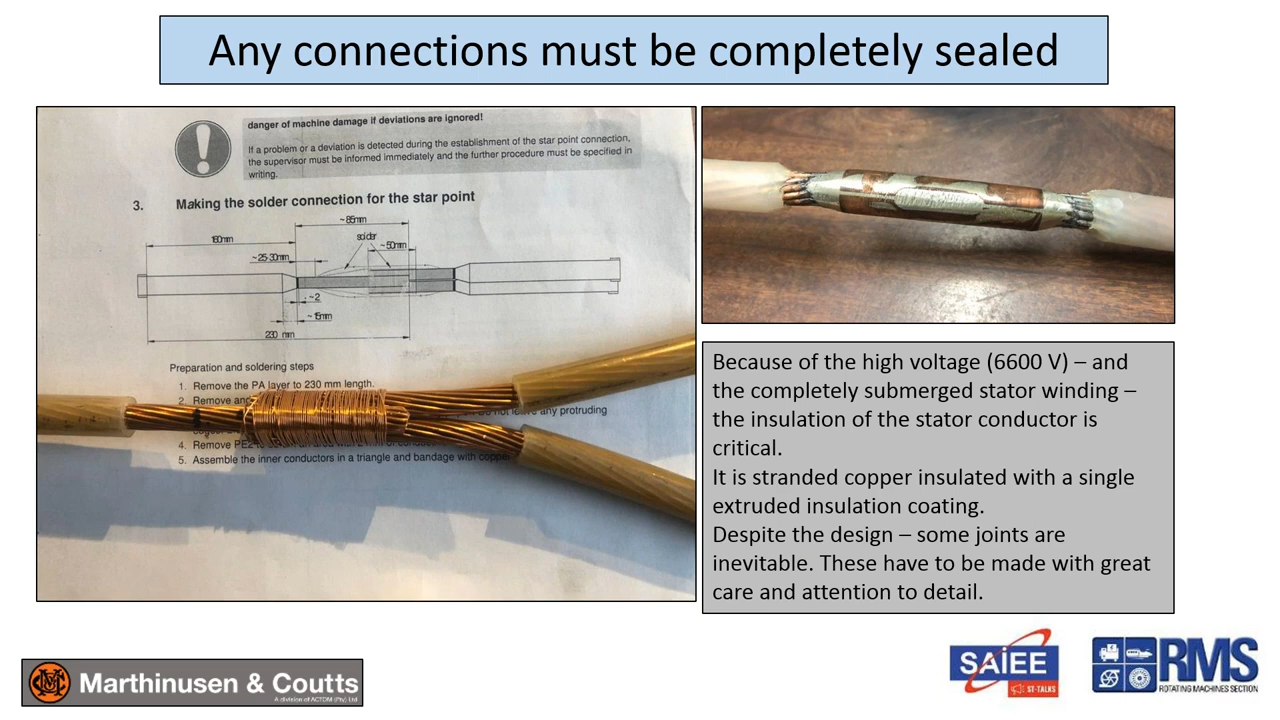 Any connections must be completely sealed
danger of machine damage if deviations are ignored!
If a problem or a deviation is detected during the establishment of the star point connection,
the supervisor must be informed immediately and the further procedure must be specified in
writing.
3. Making the solder connection for the star point
~85mm
160mm
solder
~50mm
~25-30mm
~2
~15mm
230 mm
Preparation and soldering steps
1. Remove the PA layer to 230 mm length.
2. Remove
any protruding
4. Remove
5. Assemble the inner conductors in a triangle and bandage with copper
Because of the high voltage (6600 V) – and
the completely submerged stator winding –
the insulation of the stator conductor is
critical.
It is stranded copper insulated with a single
extruded insulation coating.
Despite the design – some joints are
inevitable. These have to be made with great
care and attention to detail.
Marthinusen & Coutts
A division of ACTOM (Pty) Ltd
SAIEE
ST-TALKS
RMS
ROTATING MACHINES SECTION